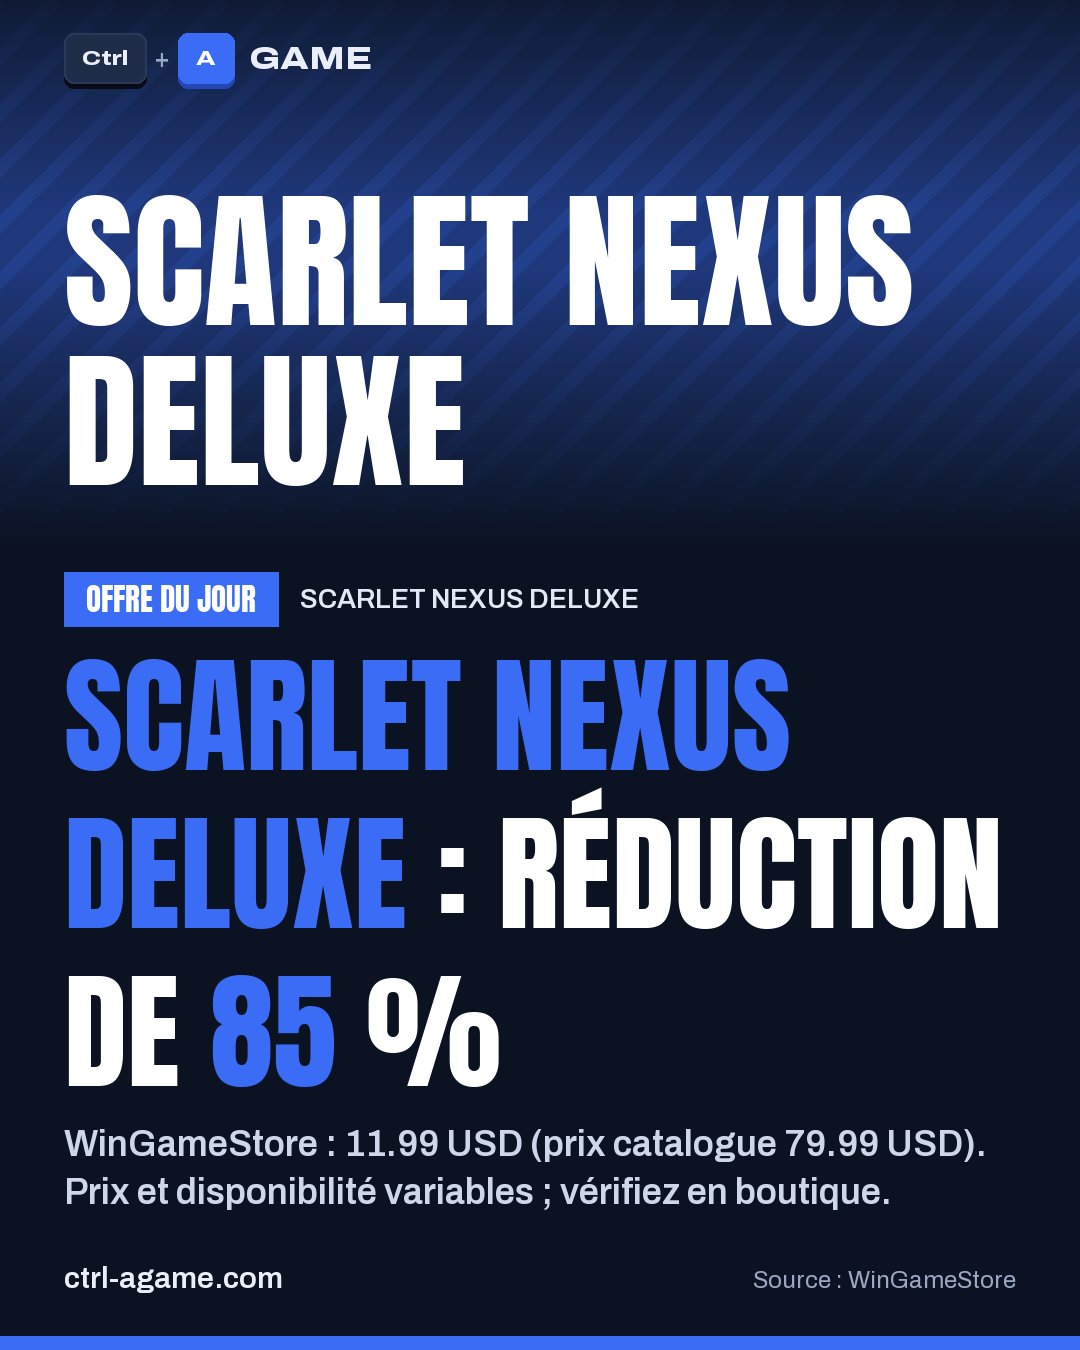 Ctrl + A GAME
SCARLET NEXUS
DELUXE
OFFRE DU JOUR SCARLET NEXUS DELUXE
SCARLET NEXUS
DELUXE : RÉDUCTION
DE 85 %
WinGameStore : 11.99 USD (prix catalogue 79.99 USD).
Prix et disponibilité variables ; vérifiez en boutique.
ctrl-agame.com Source : WinGameStore